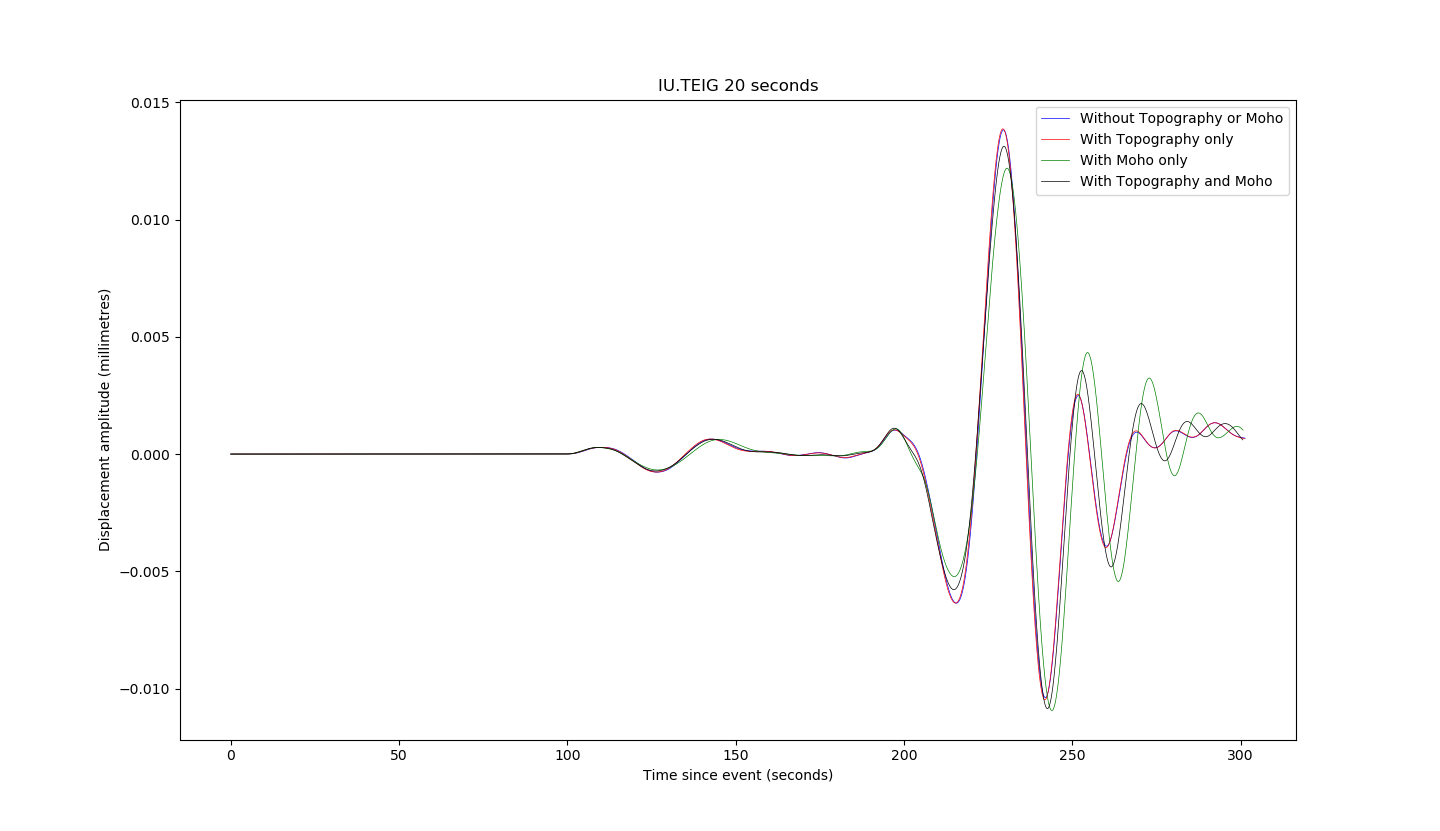 IU.TEIG 20 seconds
0.015
0.010
0.005
0.000
−0.005
−0.010
Displacement amplitude (millimetres)
Without Topography or Moho
With Topography only
With Moho only
With Topography and Moho
0 50 100 150 200 250 300
Time since event (seconds)